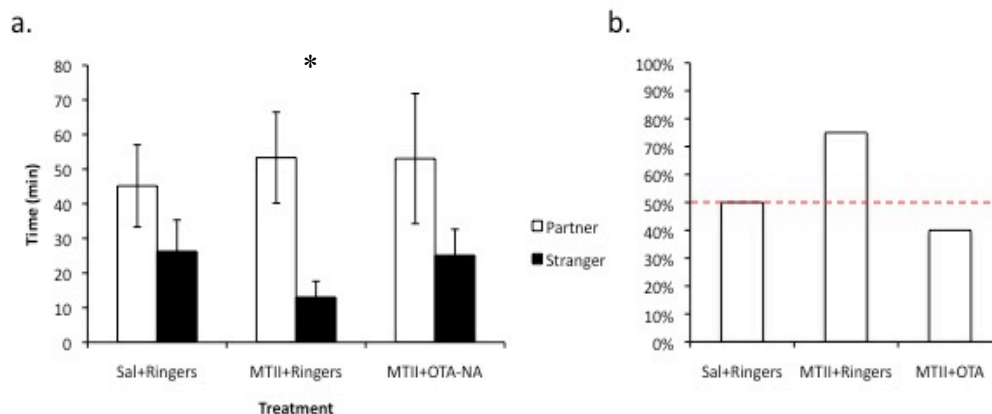 a.
*
80
70
60
50
40
30
20
10
0
Time (min)
Sal+Ringers MTII+Ringers MTII+OTA-NA
Treatment
Partner
Stranger
b.
100%
90%
80%
70%
60%
50%
40%
30%
20%
10%
0%
Sal+Ringers MTII+Ringers MTII+OTA